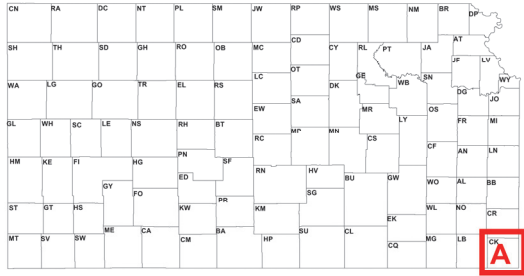 CN RA DC NT PL SM JW RP WS MS NM BR DP
SH TH SD GH RO OB MC CD CY RL PT JA AT
LC OT GE WB SN JF LV WY
WA LG GO TR EL RS SA DK DG JO
EW MR LY OS
GL WH SC LE NS RH BT RC MP MN CS FR MI
PN SF CF AN LN
HM KE FI HG ED RN HV
GY FO PR SG BU GW WO AL BB
ST GT HS KW KM EK WL NO CR
MT SV SW ME CA CM BA HP SU CL CQ MG LB CK
A